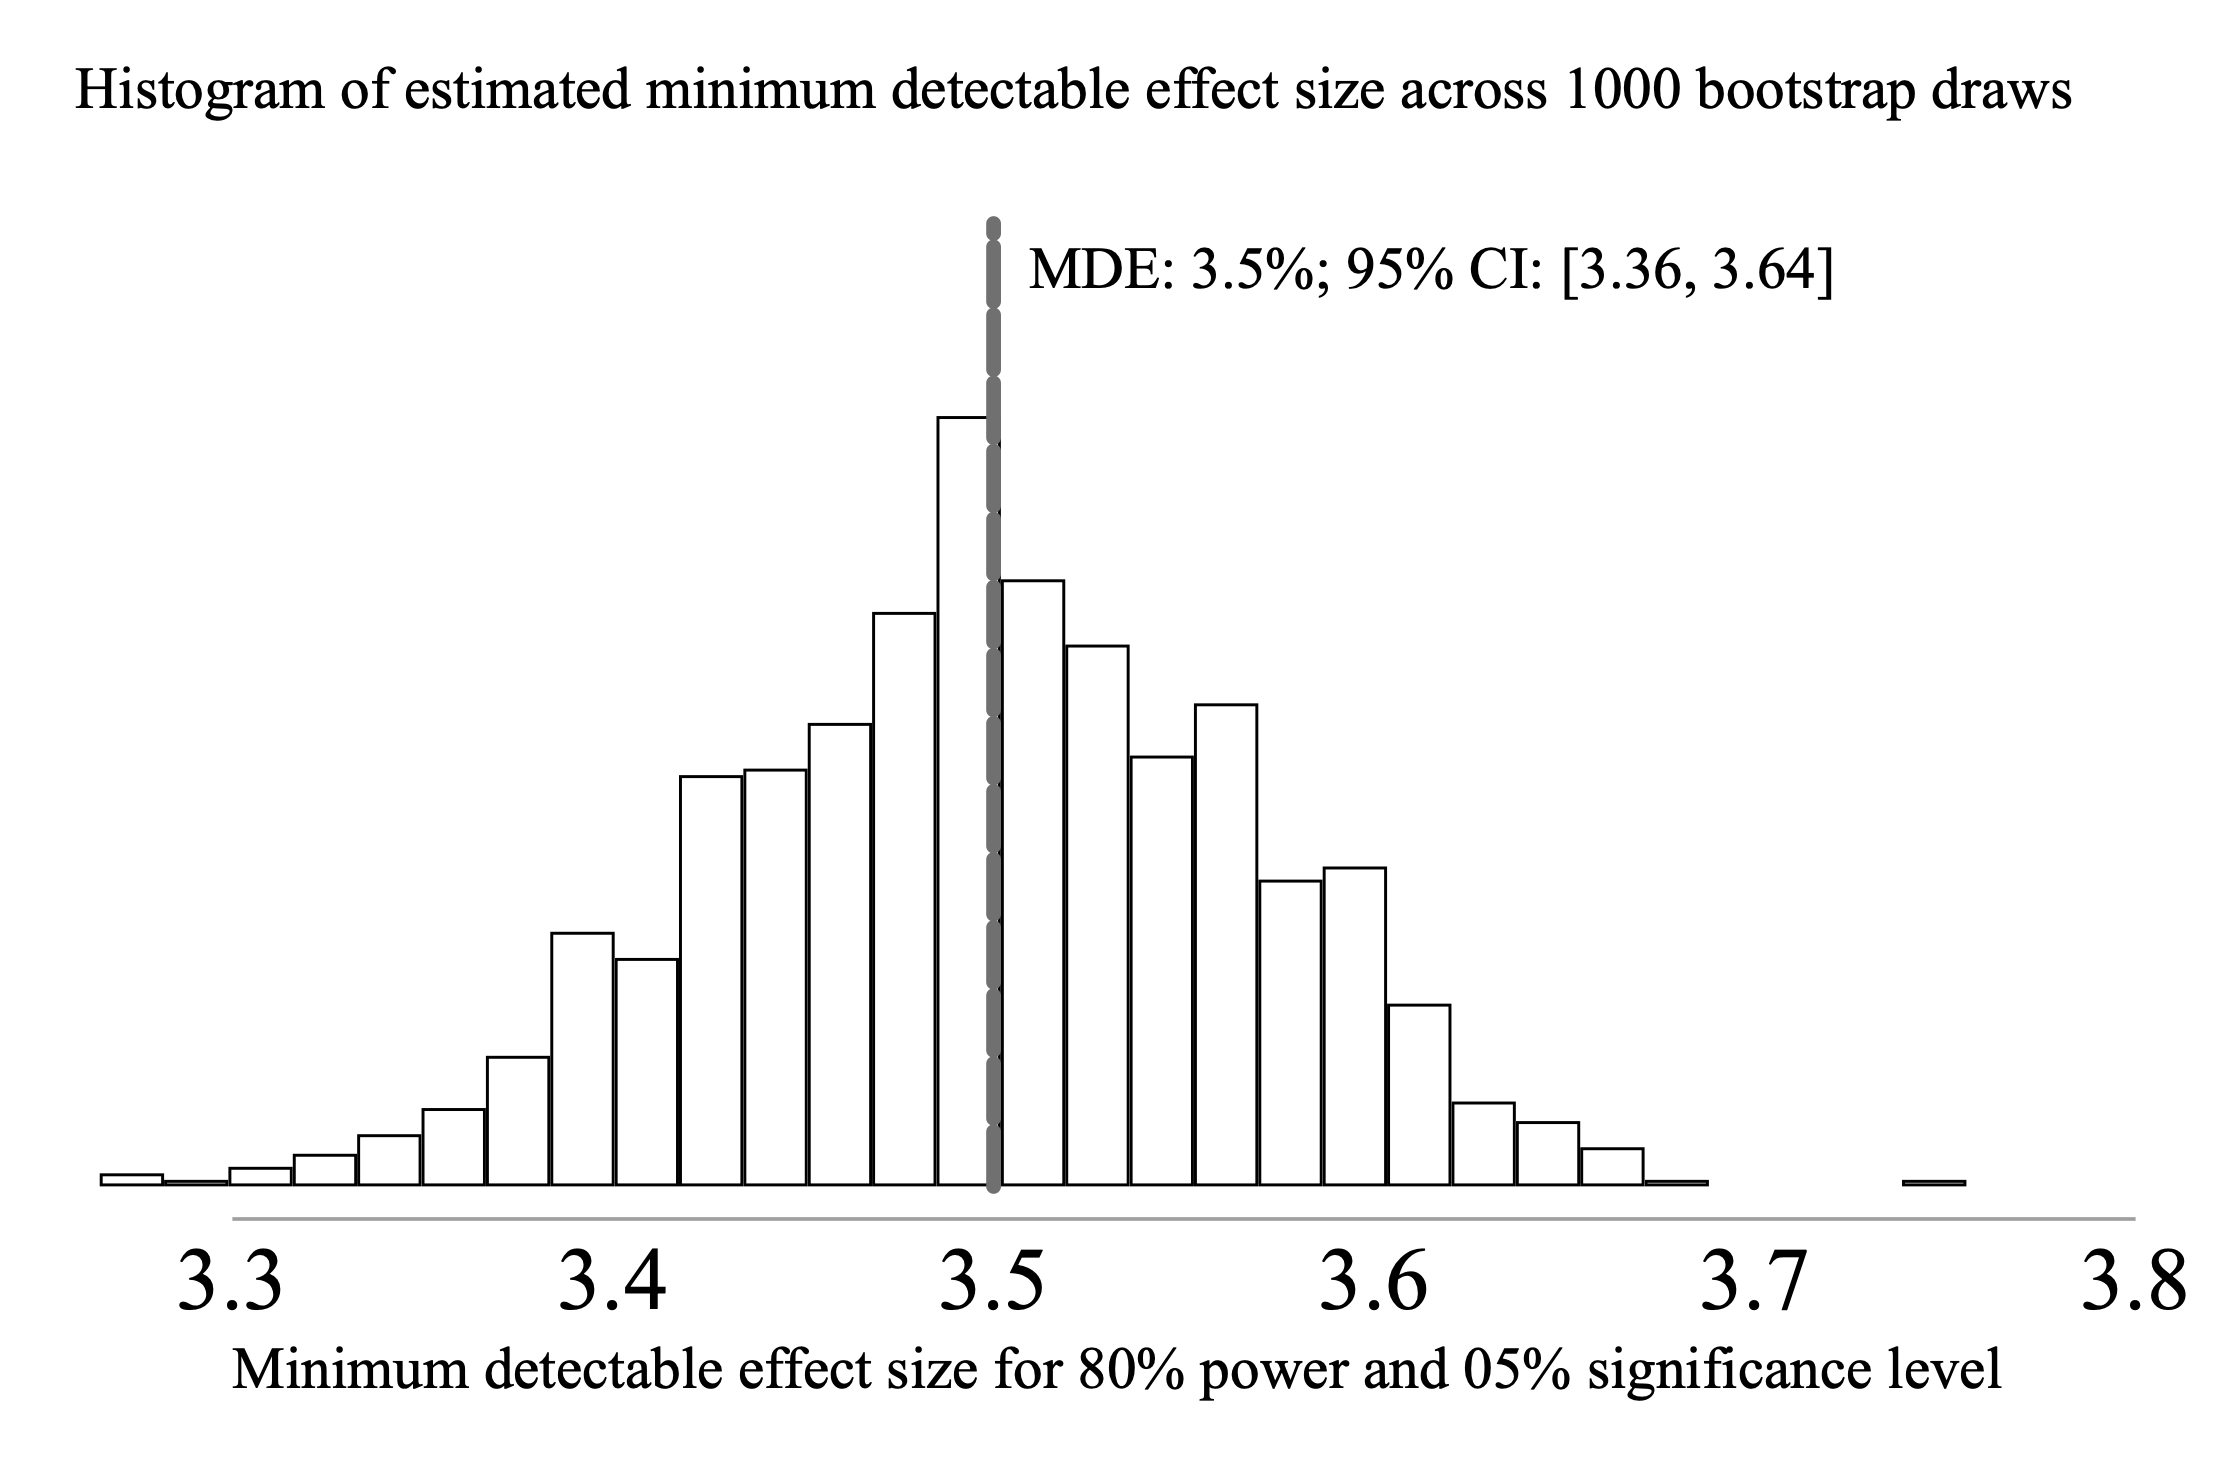 Histogram of estimated minimum detectable effect size across 1000 bootstrap draws
MDE: 3.5%; 95% CI: [3.36, 3.64]
3.3 3.4 3.5 3.6 3.7 3.8
Minimum detectable effect size for 80% power and 05% significance level